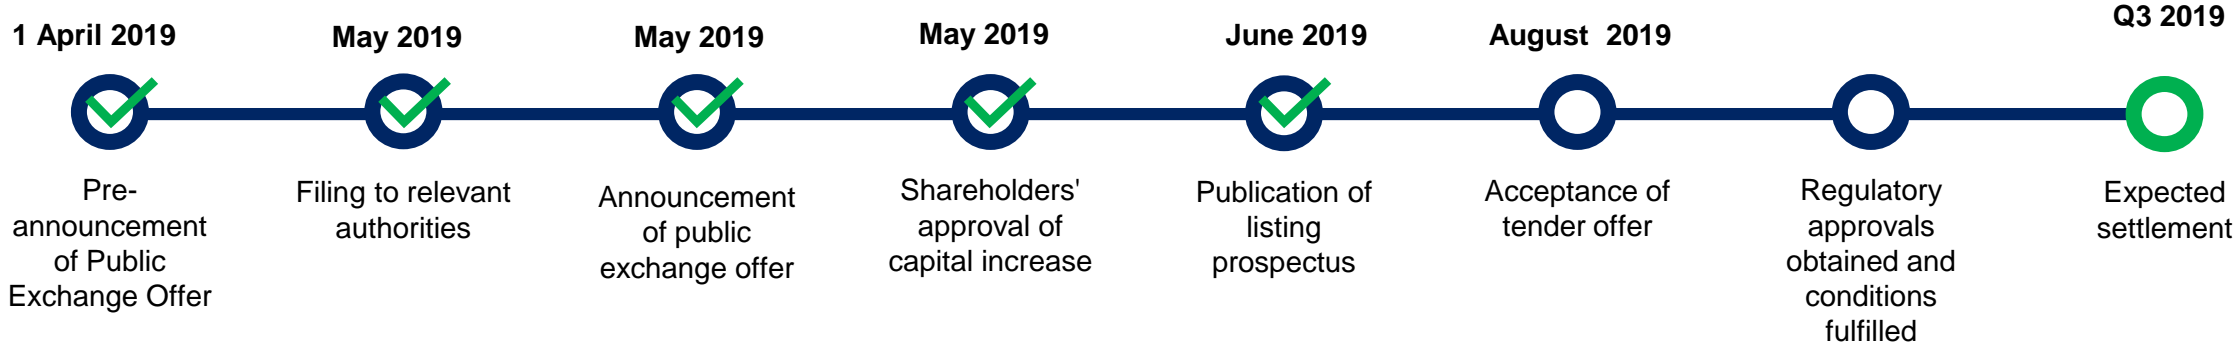 1 April 2019
May 2019
May 2019
May 2019
June 2019
August  2019
Q3 2019
Pre-
announcement
of Public
Exchange Offer
Filing to relevant
authorities
Announcement
of public
exchange offer
Shareholders'
approval of
capital increase
Publication of
listing
prospectus
Acceptance of
tender offer
Regulatory
approvals
obtained and
conditions
fulfilled
Expected
settlement